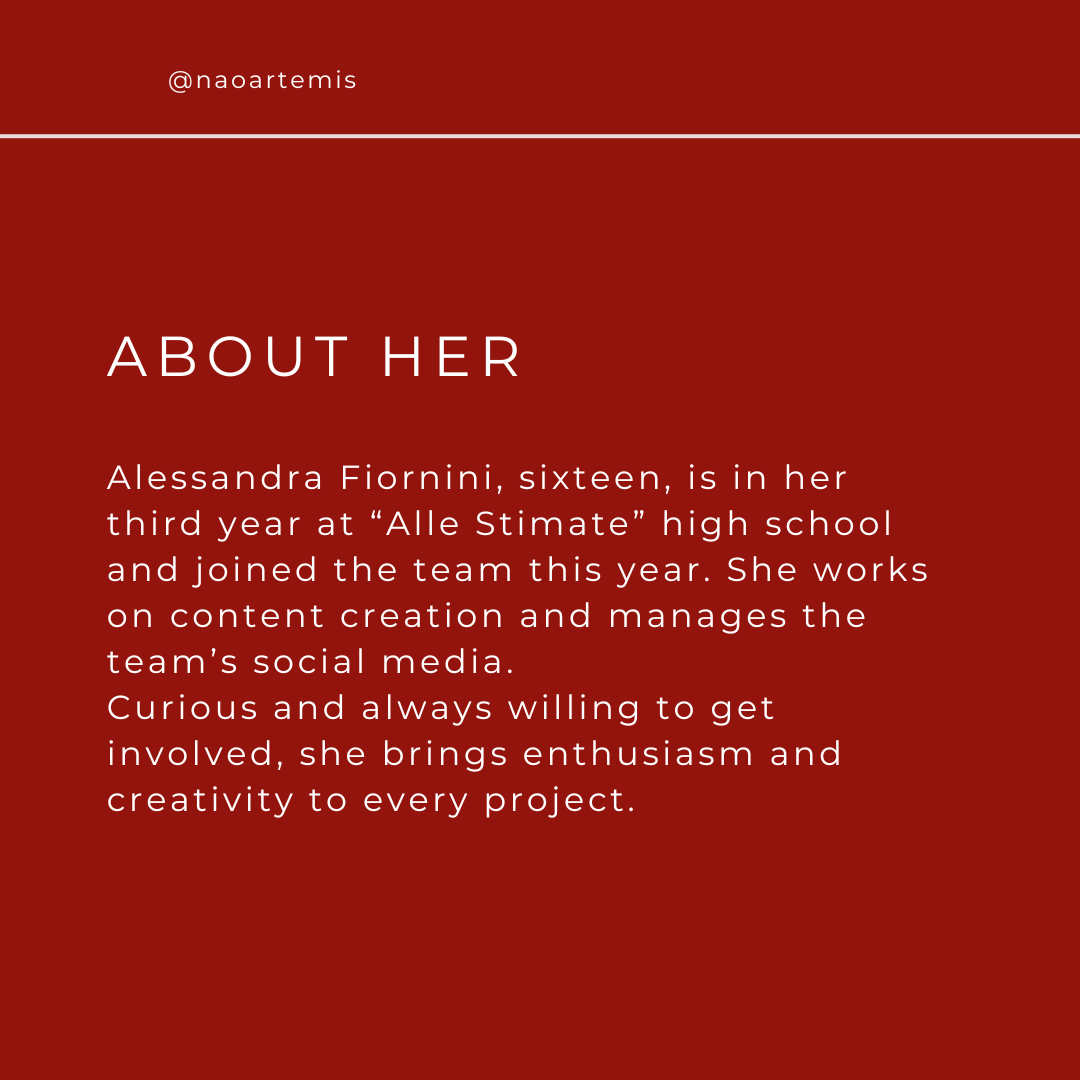 @naoartemis
ABOUT HER
Alessandra Fiornini, sixteen, is in her
third year at “Alle Stimate” high school
and joined the team this year. She works
on content creation and manages the
team’s social media.
Curious and always willing to get
involved, she brings enthusiasm and
creativity to every project.